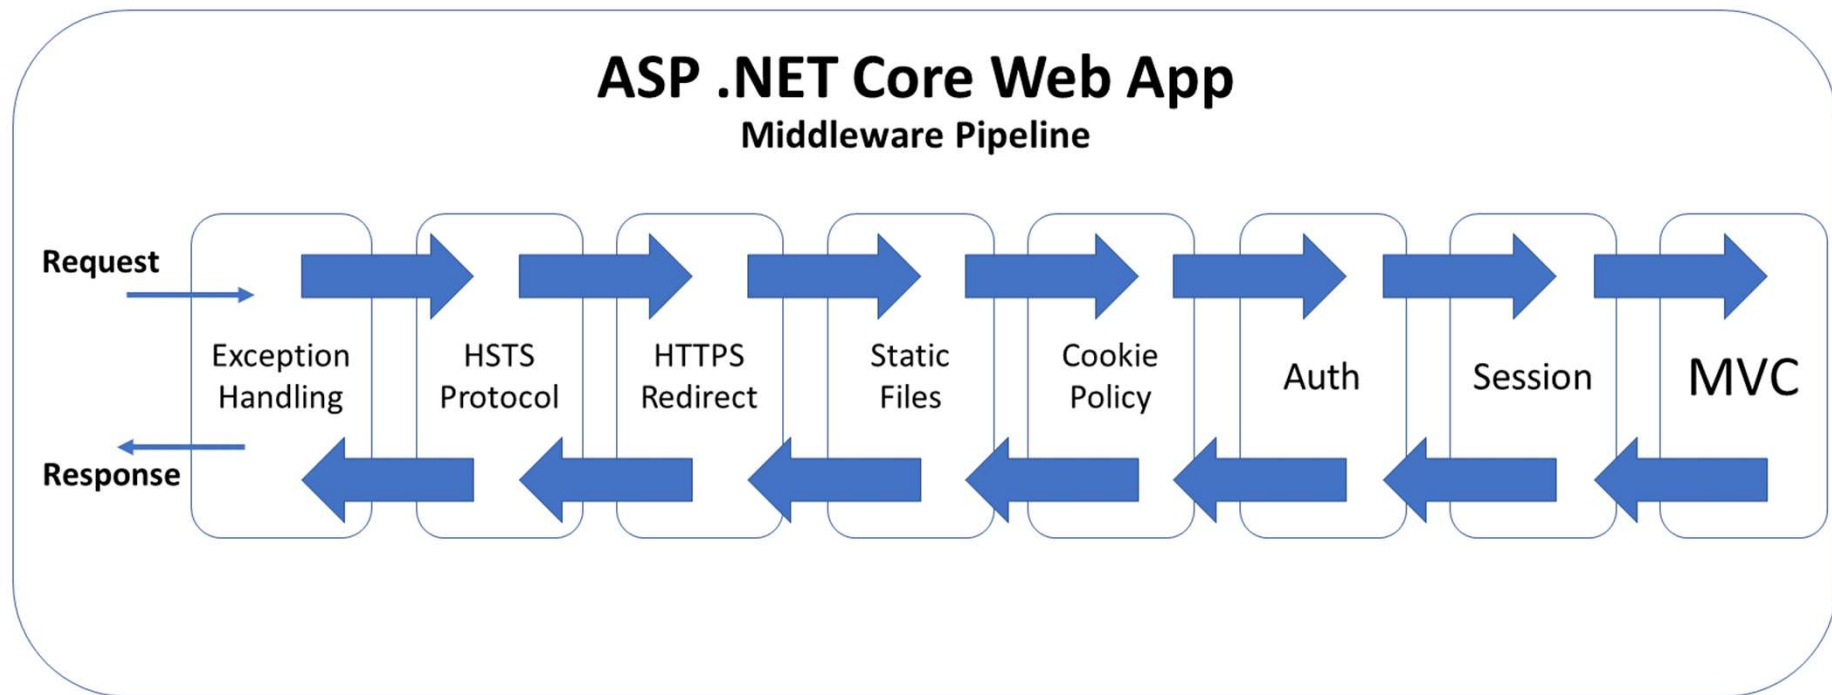 ASP .NET Core Web App
Middleware Pipeline
Request
Exception
Handling
HSTS
Protocol
HTTPS
Redirect
Static
Files
Cookie
Policy
Auth
Session
MVC
Response